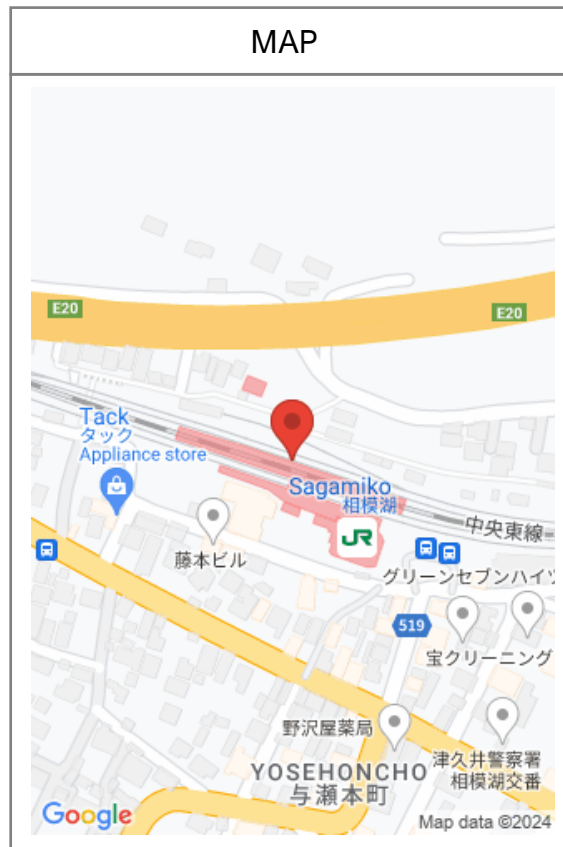 MAP
E20
E20
Tack
タック
Appliance store
Sagamiko
相模湖
JR
中央東線
藤本ビル
グリーンセブンハイツ
519
宝クリーニング
野沢屋薬局
津久井警察署
相模湖交番
YOSEHONCHO
与瀬本町
Google
Map data ©2024